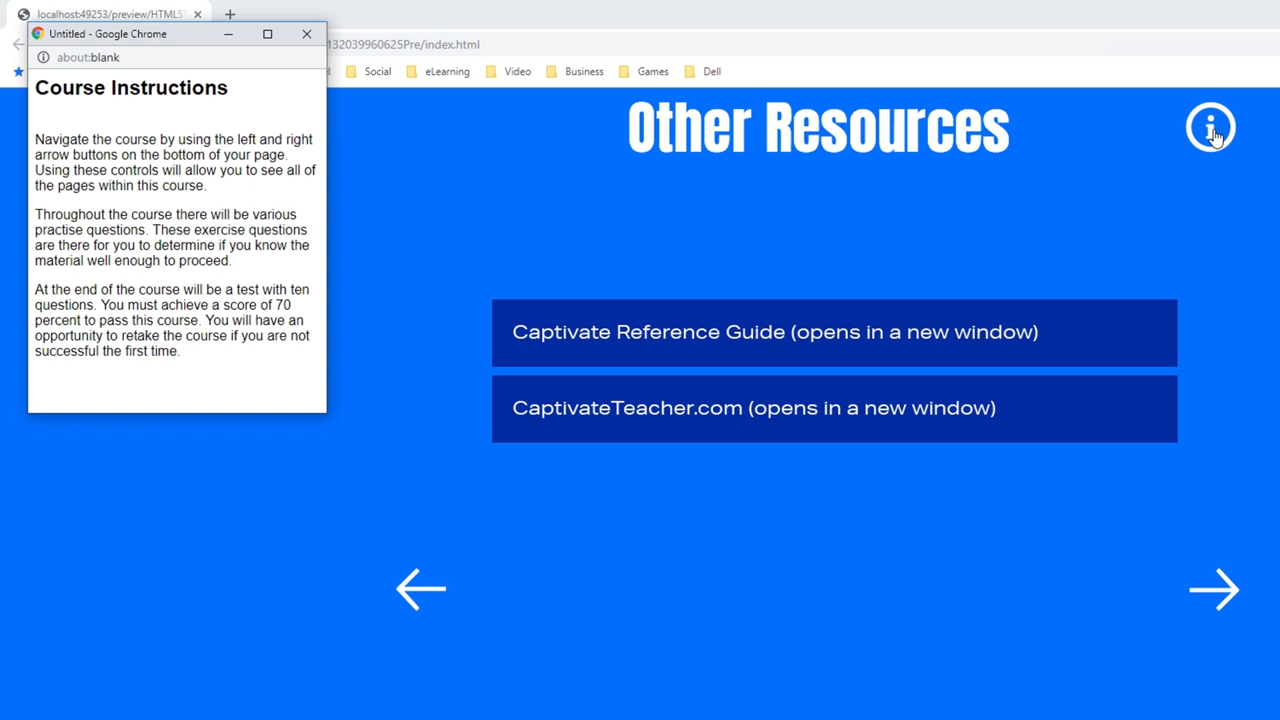 localhost:49253/preview/HTML5
Untitled - Google Chrome
132039960625Pre/index.html
about:blank
Social
eLearning
Video
Business
Games
Dell
Course Instructions
Navigate the course by using the left and right
arrow buttons on the bottom of your page.
Using these controls will allow you to see all of
the pages within this course.
Throughout the course there will be various
practise questions. These exercise questions
are there for you to determine if you know the
material well enough to proceed.
At the end of the course will be a test with ten
questions. You must achieve a score of 70
percent to pass this course. You will have an
opportunity to retake the course if you are not
successful the first time.
Other Resources
Captivate Reference Guide (opens in a new window)
CaptivateTeacher.com (opens in a new window)